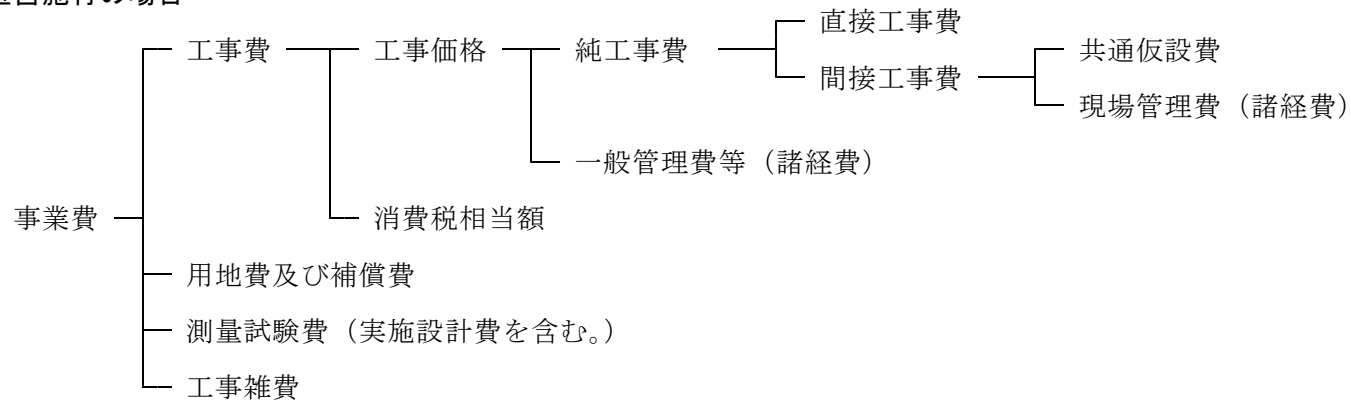 直接工事費
工事費 工事価格 純工事費 共通仮設費
間接工事費
現場管理費（諸経費）
一般管理費等（諸経費）
事業費 消費税相当額
用地費及び補償費
測量試験費（実施設計費を含む。）
工事雑費